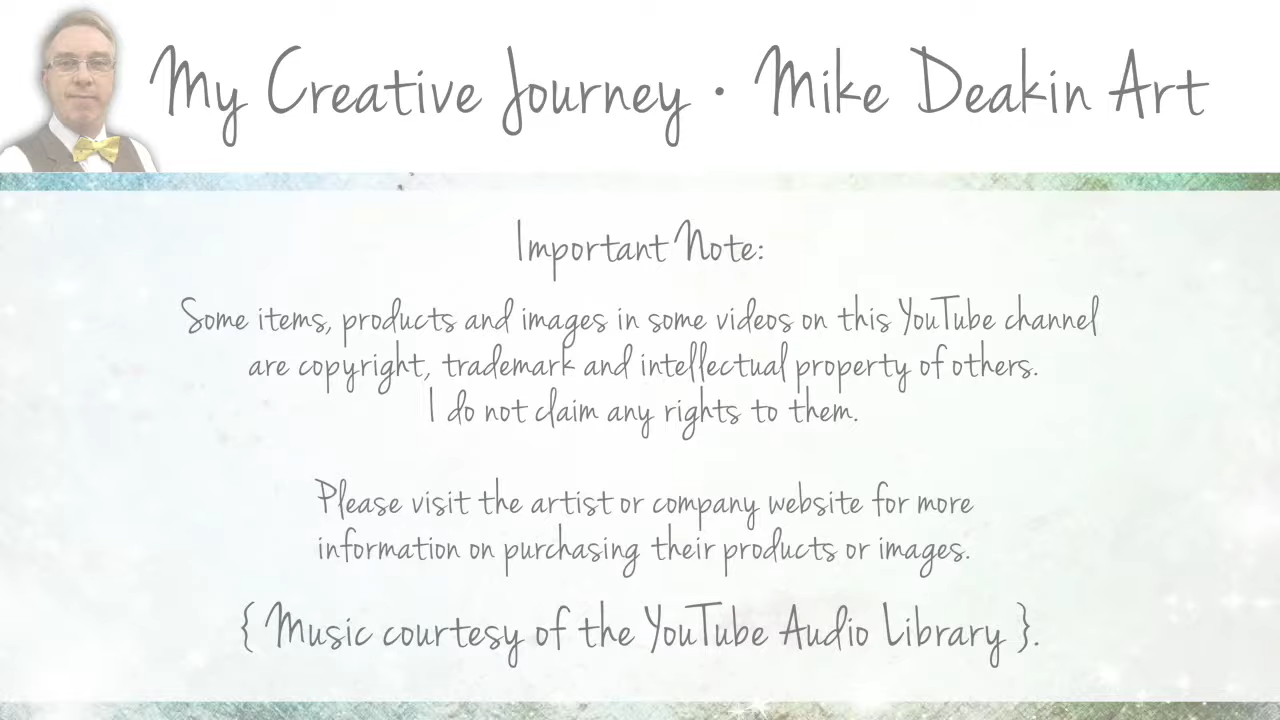 My Creative Journey • Mike Deakin Art
Important Note:
Some items, products and images in some videos on this YouTube channel
are copyright, trademark and intellectual property of others.
I do not claim any rights to them.
Please visit the artist or company website for more
information on purchasing their products or images.
{ Music courtesy of the YouTube Audio Library }.